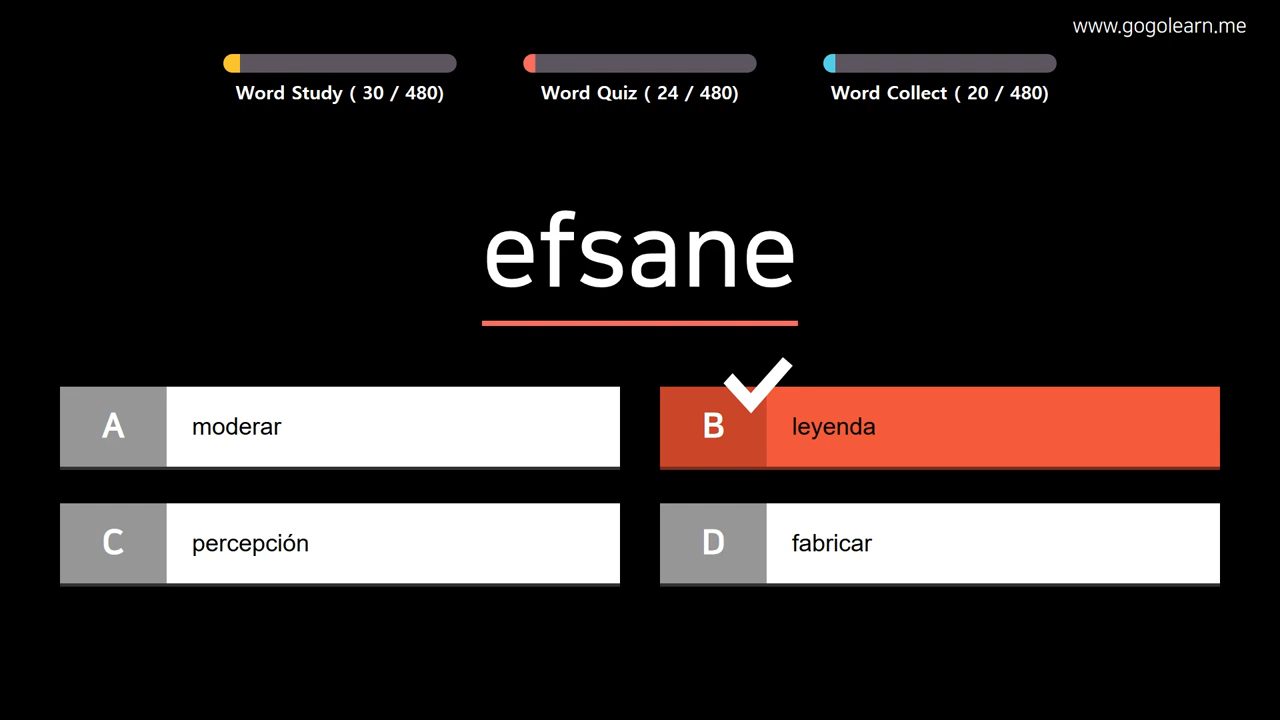 www.gogolearn.me
Word Study ( 30 / 480)
Word Quiz ( 24 / 480)
Word Collect ( 20 / 480)
efsane
A moderar
B leyenda
C percepción
D fabricar